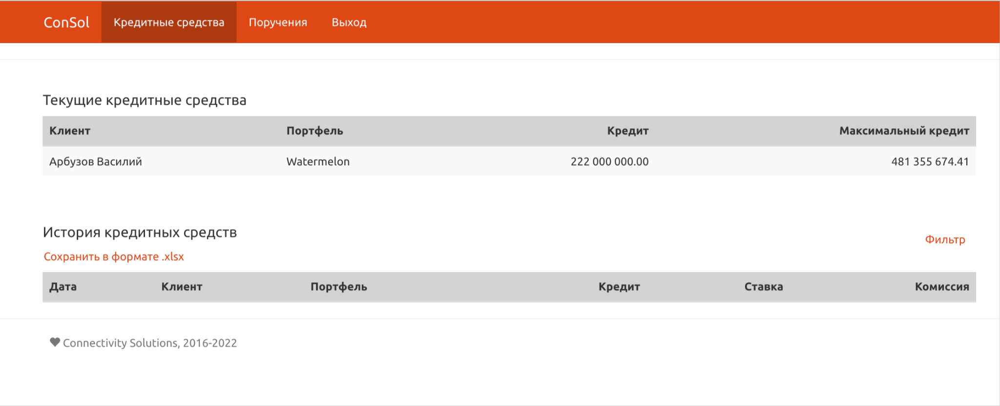 ConSol Кредитные средства Поручения Выход
Текущие кредитные средства
Клиент Портфель Кредит Максимальный кредит
Арбузов Василий Watermelon 222 000 000.00 481 355 674.41
История кредитных средств
Фильтр
Сохранить в формате .xlsx
Дата Клиент Портфель Кредит Ставка Комиссия
Connectivity Solutions, 2016-2022